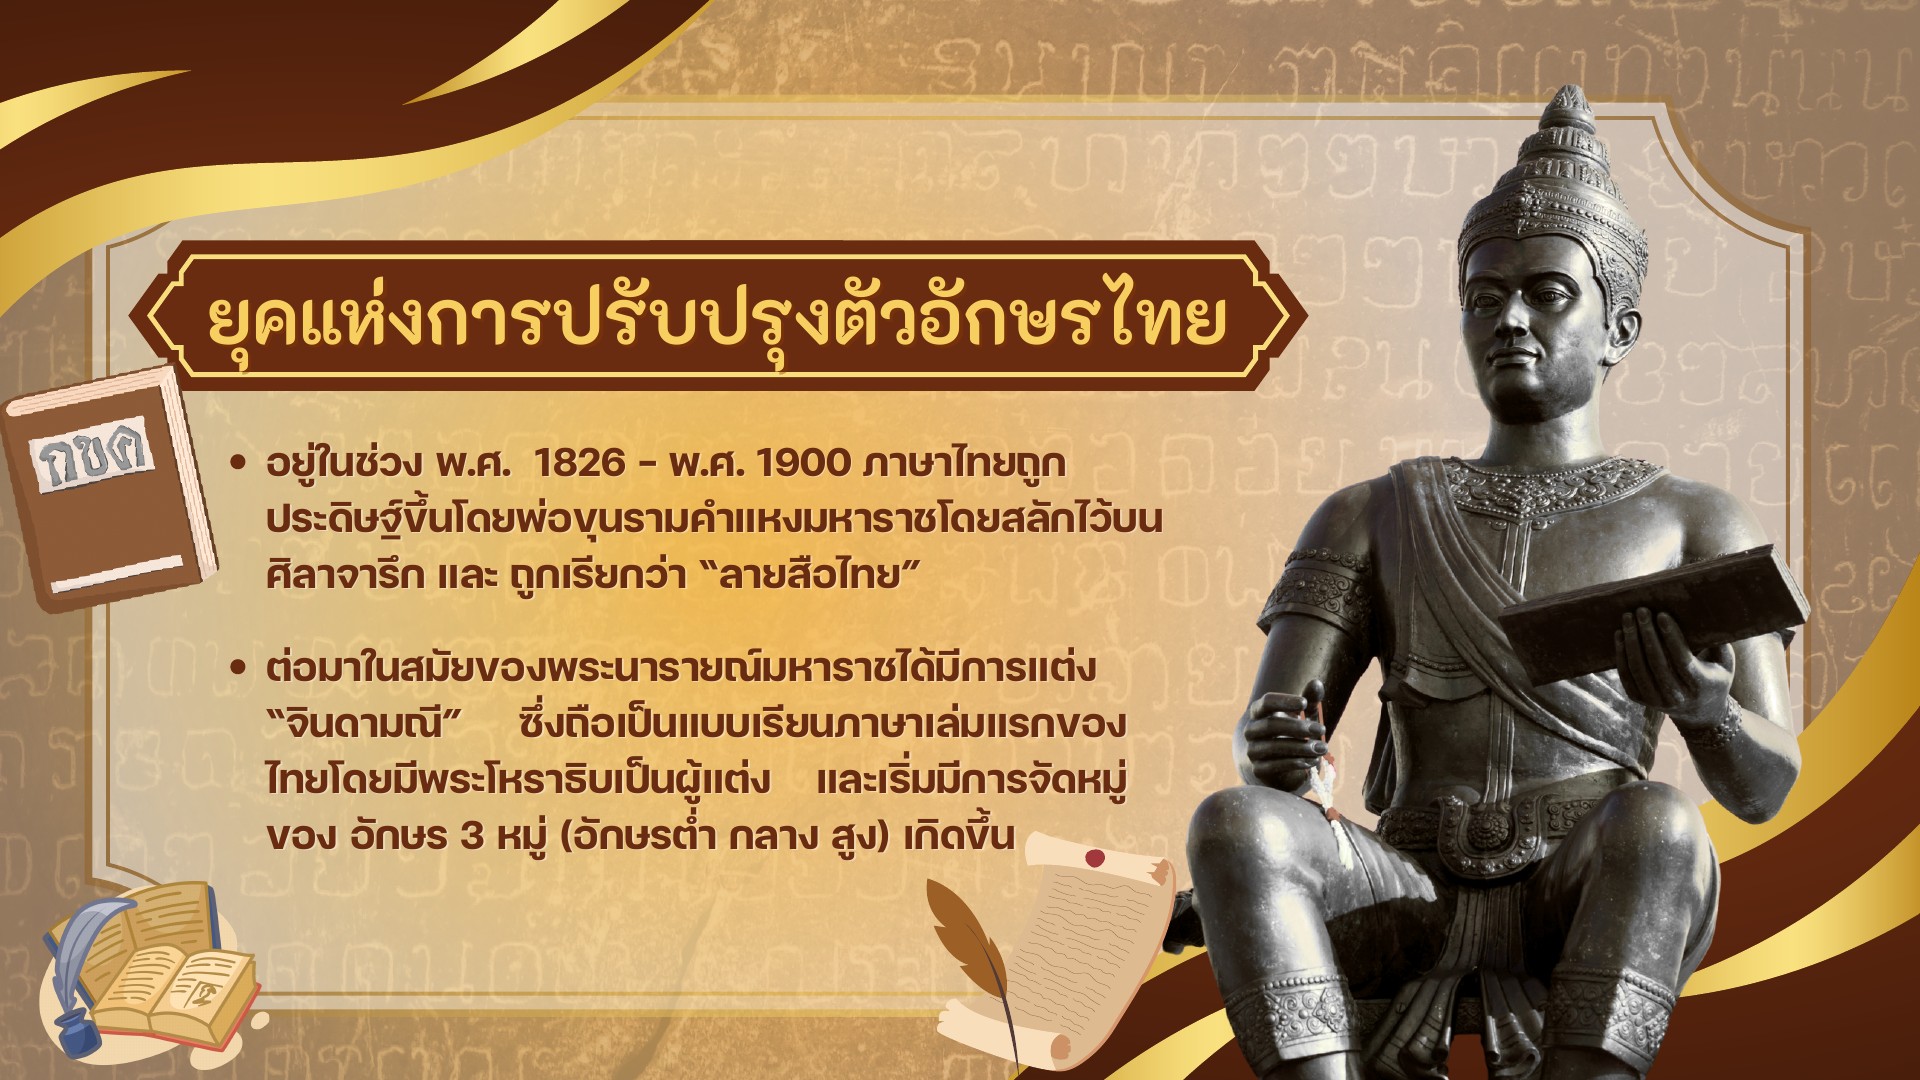 ยุคแห่งการปรับปรุงตัวอักษรไทย
กขค
• อยู่ในช่วง พ.ศ. 1826 - พ.ศ. 1900 ภาษาไทยถูก
ประดิษฐ์ขึ้นโดยพ่อขุนรามคำแหงมหาราชโดยสลักไว้บน
ศิลาจารึก และ ถูกเรียกว่า “ลายสือไทย”
• ต่อมาในสมัยของพระนารายณ์มหาราชได้มีการแต่ง
“จินดามณี” ซึ่งถือเป็นแบบเรียนภาษาเล่มแรกของ
ไทยโดยมีพระโหราธิบเป็นผู้แต่ง และเริ่มมีการจัดหมู่
ของ อักษร 3 หมู่ (อักษรต่ำ กลาง สูง) เกิดขึ้น